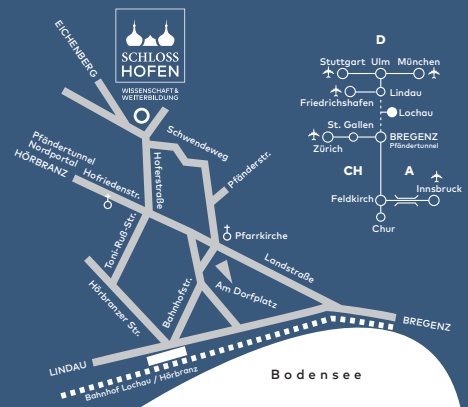 EICHENBERG
SCHLOSS
HOFEN
WISSENSCHAFT &
WEITERBILDUNG
Schwendeweg
Pfändertunnel
Nordportal
HÖRBRANZ
Hofriedenstr.
Hoferstraße
Pfänderstr.
Toni-Ruß-Str.
Pfarrkirche
Landstraße
Hörbranzer Str.
Bahnhofstr.
Am Dorfplatz
LINDAU
Bahnhof Lochau / Hörbranz
BREGENZ
Bodensee
D
Stuttgart Ulm München
Lindau
Friedrichshafen
Lochau
St. Gallen
BREGENZ
Pfändertunnel
Zürich
CH A
Innsbruck
Feldkirch
Chur